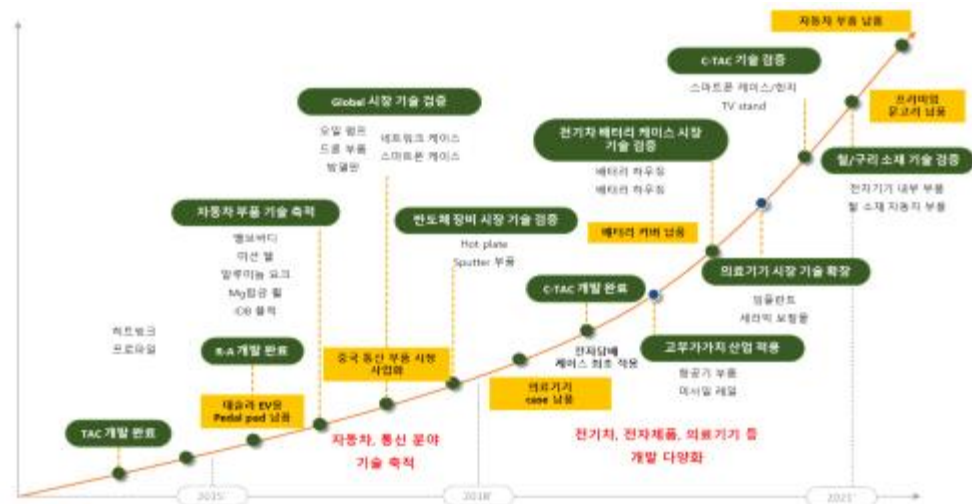 자동차 부품 납품
C-TAC 기술 검증
스마트폰 케이스/힌지
TV stand
프리미엄
문고리 납품
Global 시장 기술 검증
오일 펌프
드론 부품
방열판
네트워크 케이스
스마트폰 케이스
전기차 배터리 케이스 시장
기술 검증
배터리 하우징
배터리 하우징
철/구리 소재 기술 검증
전자기기 내부 부품
철 소재 자동차 부품
자동차 부품 기술 축적
밸브바디
미션 밸
알루미늄 요크
Mg합금 휠
반도체 장비 시장 기술 검증
Hot plate
Sputter 부품
배터리 커버 납품
의료기기 시장 기술 확장
임플란트
세라믹 보철물
C-TAC 개발 완료
전자담배
케이스 최초 적용
고부가가치 산업 적용
항공기 부품
미사일 레일
히트씽크
프로파일
R-A 개발 완료
중국 통신 부품 시장
사업화
의료기기
case 납품
테슬라 EV용
Pedal pad 납품
TAC 개발 완료
자동차, 통신 분야
기술 축적
전기차, 전자제품, 의료기기 등
개발 다양화
2015'
2018'
2021'